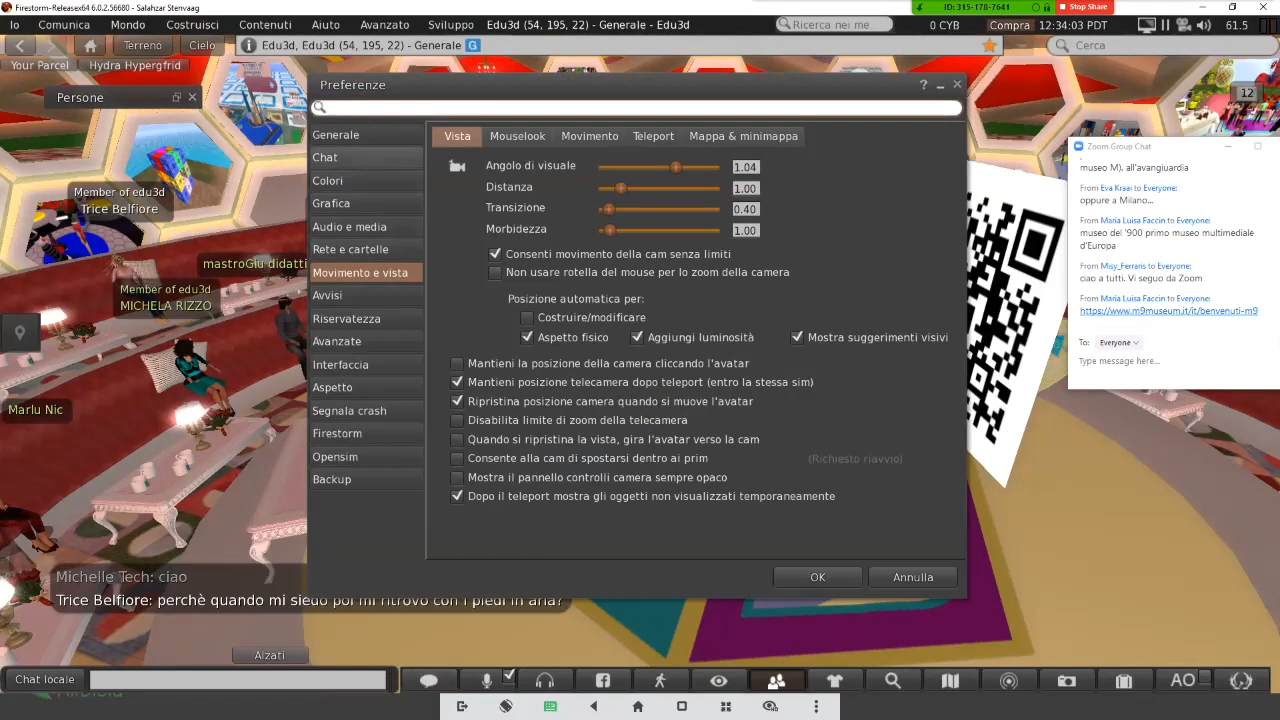 Firestorm-Releasex64 6.0.2.56680 - Salahzar Stenvaag
ID: 315-178-7641
Stop Share
Io Comunica Mondo Costruisci Contenuti Aiuto Avanzato Sviluppo Edu3d (54, 195, 22) - Generale - Edu3d
Ricerca nei me
0 CYB Compra 12:34:03 PDT 61.5
Terreno Cielo Edu3d, Edu3d (54, 195, 22) - Generale G Cerca
Your Parcel Hydra Hypergfrid
Persone
12
Member of edu3d
Trice Belfiore
mastroGiu didatti
Member of edu3d
MICHELA RIZZO
Marlu Nic
Preferenze
Generale
Chat
Colori
Grafica
Audio e media
Rete e cartelle
Movimento e vista
Avvisi
Riservatezza
Avanzate
Interfaccia
Aspetto
Segnala crash
Firestorm
Opensim
Backup
Vista Mouselook Movimento Teleport Mappa & minimappa
Angolo di visuale 1.04
Distanza 1.00
Transizione 0.40
Morbidezza 1.00
Consenti movimento della cam senza limiti
Non usare rotella del mouse per lo zoom della camera
Posizione automatica per:
Costruire/modificare
Aspetto fisico Aggiungi luminosità Mostra suggerimenti visivi
Mantieni la posizione della camera cliccando l'avatar
Mantieni posizione telecamera dopo teleport (entro la stessa sim)
Ripristina posizione camera quando si muove l'avatar
Disabilita limite di zoom della telecamera
Quando si ripristina la vista, gira l'avatar verso la cam
Consente alla cam di spostarsi dentro ai prim (Richiesto riavvio)
Mostra il pannello controlli camera sempre opaco
Dopo il teleport mostra gli oggetti non visualizzati temporaneamente
OK Annulla
Zoom Group Chat
museo M), all'avangiuardia
From Eva Kraai to Everyone:
oppure a Milano...
From Maria Luisa Faccin to Everyone:
museo del '900 primo museo multimediale
d'Europa
From Misy_Ferraris to Everyone:
ciao a tutti. Vi seguo da Zoom
From Maria Luisa Faccin to Everyone:
https://www.m9museum.it/it/benvenuti-m9
To: Everyone
Type message here...
Michelle Tech: ciao
Trice Belfiore: perchè quando mi siedo poi mi ritrovo con i piedi in aria?
Alzati
Chat locale
AO